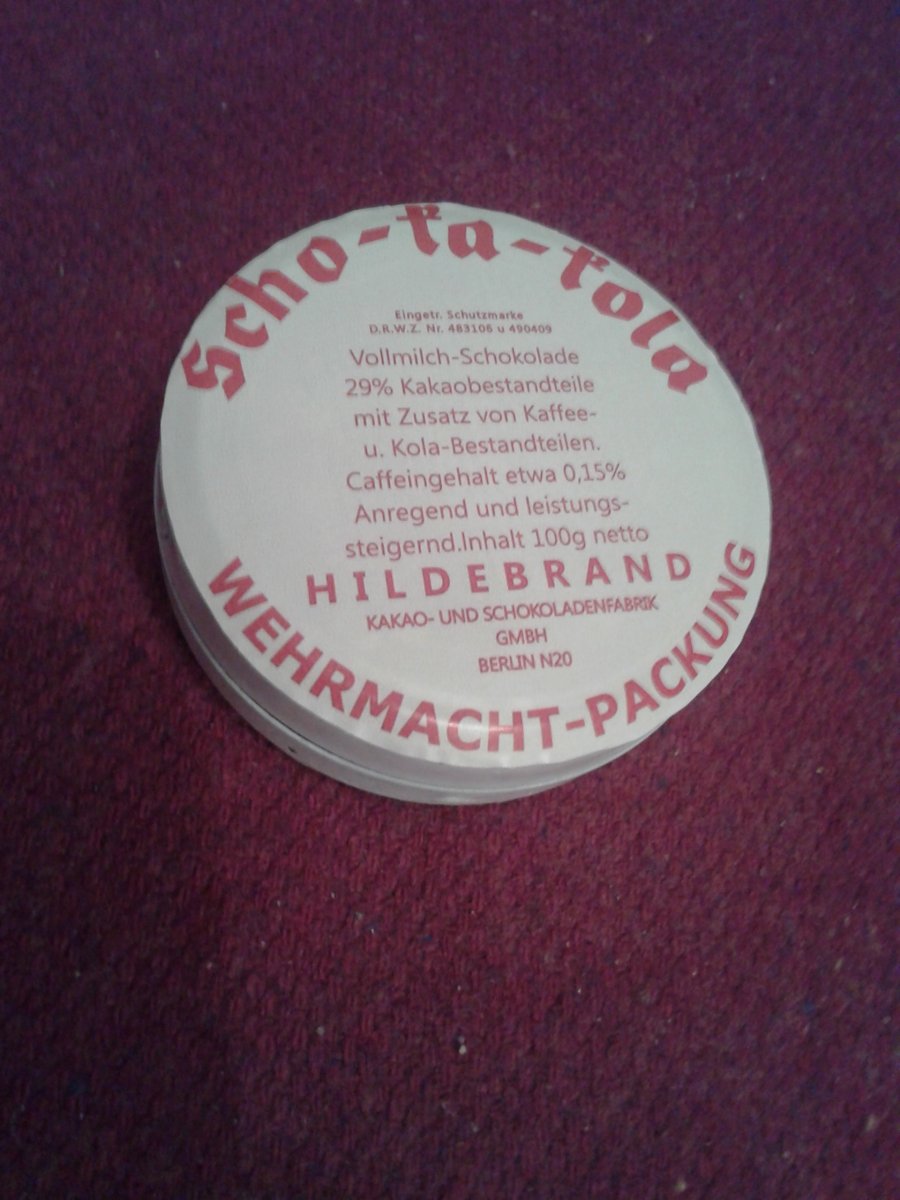 Scho-ka-kola
Eingetr. Schutzmarke
D.R.W.Z. Nr. 483106 u 490409
Vollmilch-Schokolade
29% Kakaobestandteile
mit Zusatz von Kaffee-
u. Kola-Bestandteilen.
Caffeingehalt etwa 0,15%
Anregend und leistungs-
steigernd.Inhalt 100g netto
HILDEBRAND
KAKAO- UND SCHOKOLADENFABRIK
GMBH
BERLIN N20
WEHRMACHT-PACKUNG